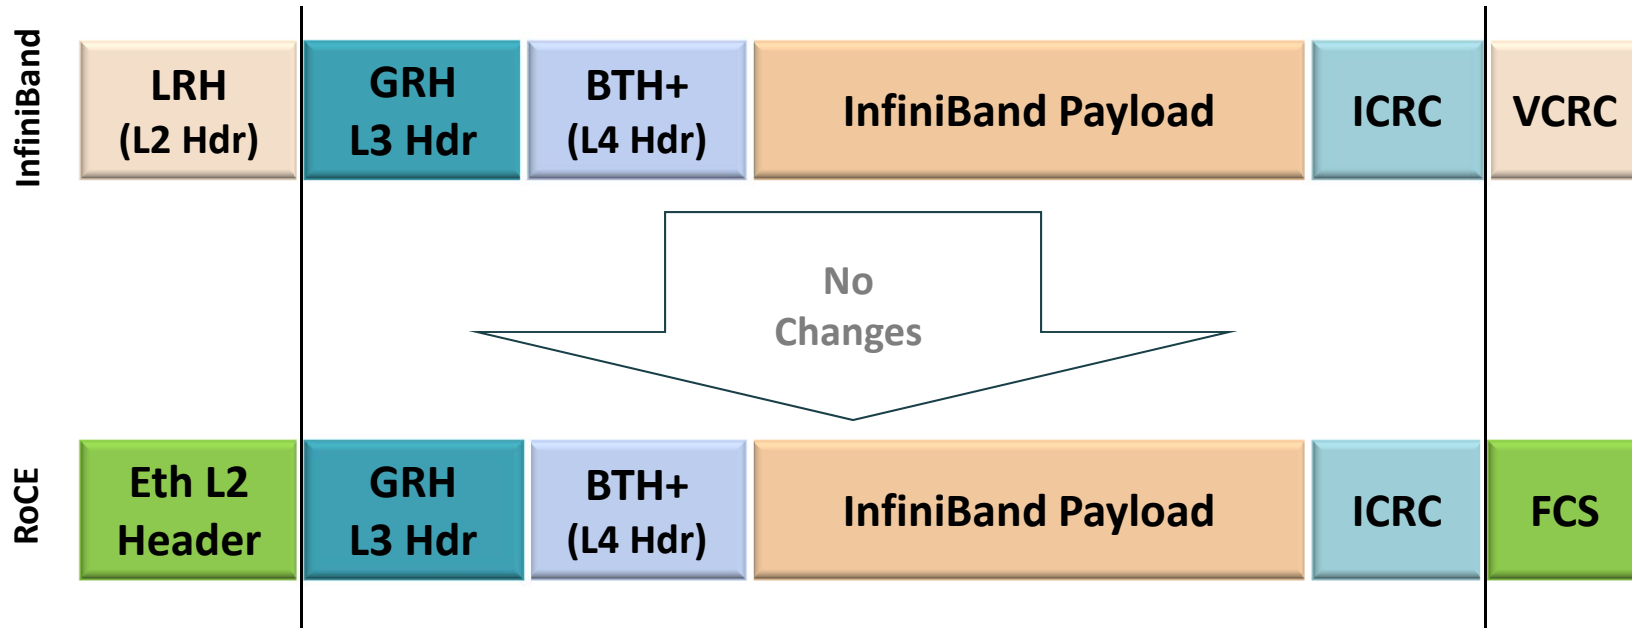 InfiniBand
LRH
(L2 Hdr)
GRH
L3 Hdr
BTH+
(L4 Hdr)
InfiniBand Payload
ICRC
VCRC
No
Changes
RoCE
Eth L2
Header
GRH
L3 Hdr
BTH+
(L4 Hdr)
InfiniBand Payload
ICRC
FCS